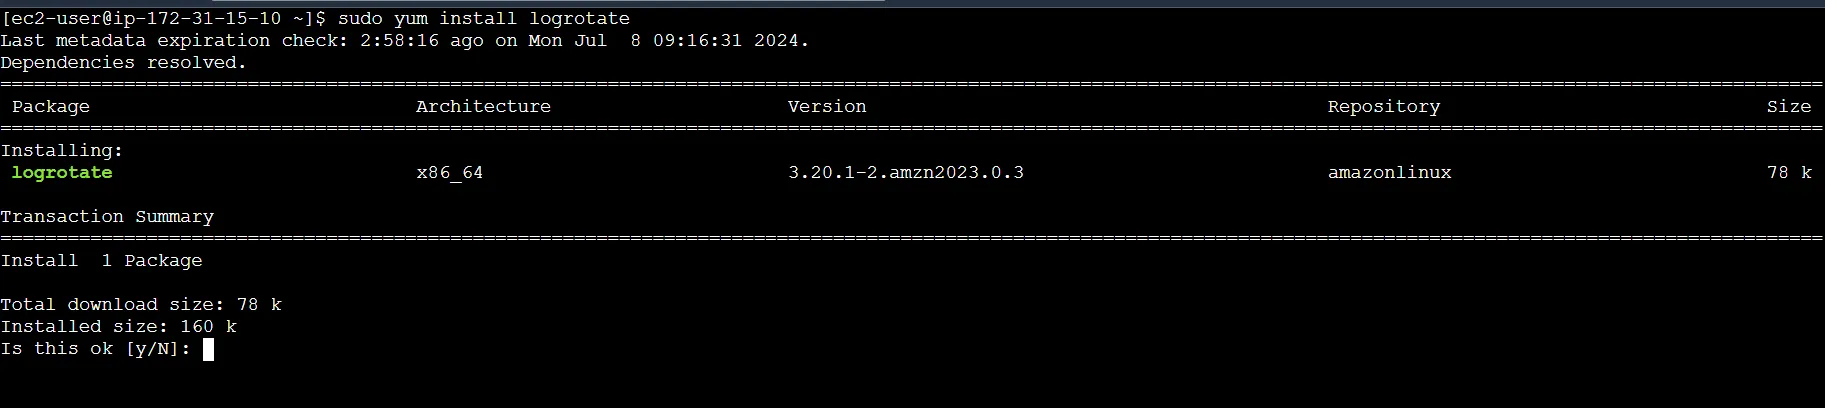 [ec2-user@ip-172-31-15-10 ~]$ sudo yum install logrotate
Last metadata expiration check: 2:58:16 ago on Mon Jul  8 09:16:31 2024.
Dependencies resolved.
================================================================================
Package Architecture Version Repository Size
================================================================================
Installing:
logrotate x86_64 3.20.1-2.amzn2023.0.3 amazonlinux 78 k
Transaction Summary
================================================================================
Install  1 Package
Total download size: 78 k
Installed size: 160 k
Is this ok [y/N]: